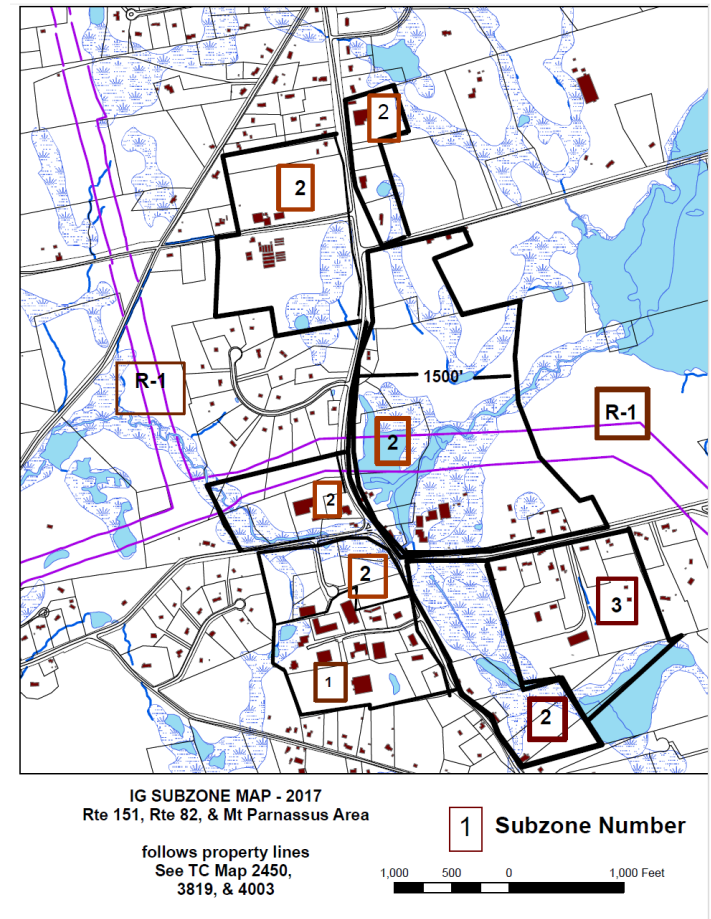 2
2
R-1
1500'
R-1
2
2
2
3
1
2
IG SUBZONE MAP - 2017
Rte 151, Rte 82, & Mt Parnassus Area
follows property lines
See TC Map 2450,
3819, & 4003
1 Subzone Number
1,000 500 0 1,000 Feet